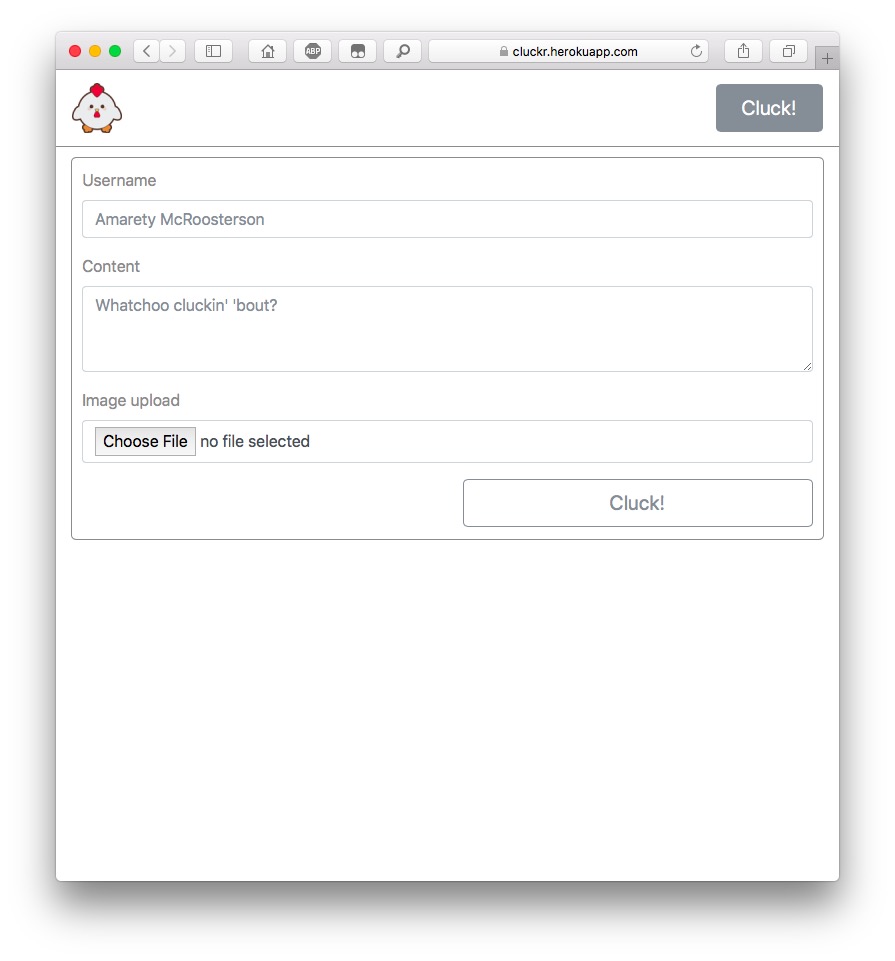 ABP
cluckr.herokuapp.com
Cluck!
Username
Amarety McRoosterson
Content
Whatchoo cluckin' 'bout?
Image upload
Choose File no file selected
Cluck!